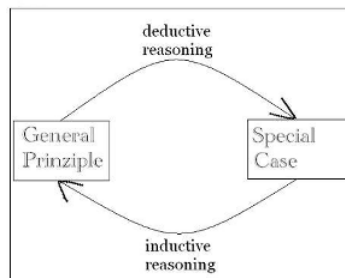 deductive
reasoning
General
Prinziple
Special
Case
inductive
reasoning